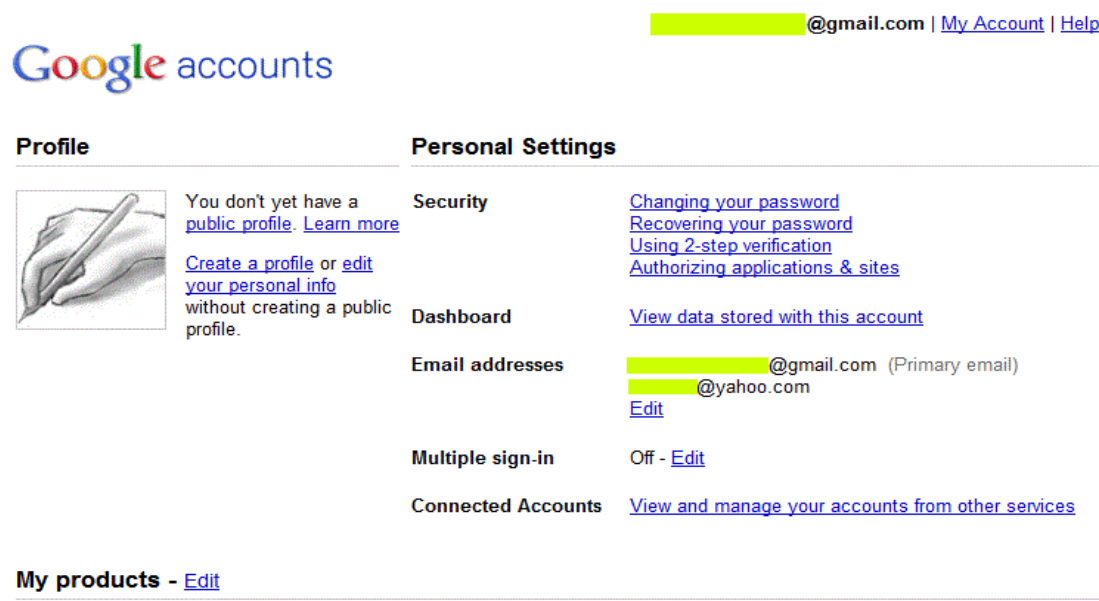 @gmail.com | My Account | Help
Google accounts
Profile
You don't yet have a
public profile. Learn more
Create a profile or edit
your personal info
without creating a public
profile.
Personal Settings
Security
Changing your password
Recovering your password
Using 2-step verification
Authorizing applications & sites
Dashboard
View data stored with this account
Email addresses
@gmail.com (Primary email)
@yahoo.com
Edit
Multiple sign-in
Off - Edit
Connected Accounts
View and manage your accounts from other services
My products - Edit